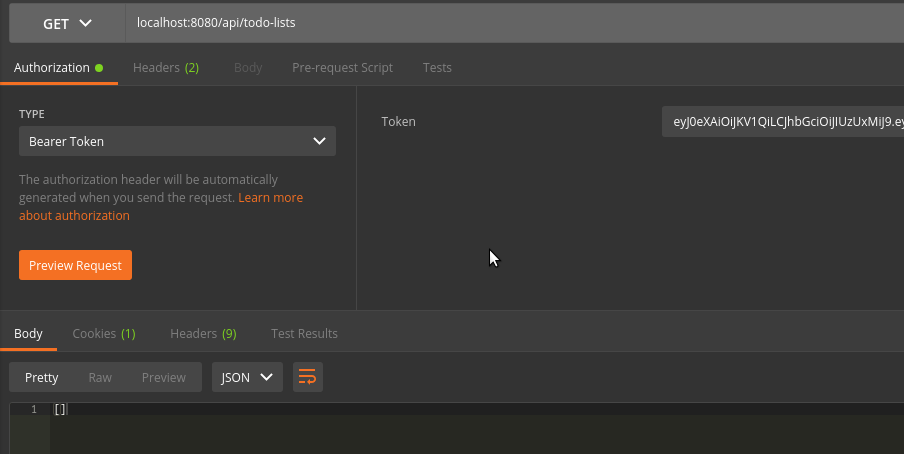 GET localhost:8080/api/todo-lists
Authorization Headers (2) Body Pre-request Script Tests
TYPE
Bearer Token
The authorization header will be automatically
generated when you send the request. Learn more
about authorization
Preview Request
Token eyJ0eXAiOiJKV1QiLCJhbGciOiJIUzUxMiJ9.ey
Body Cookies (1) Headers (9) Test Results
Pretty Raw Preview JSON
1 []